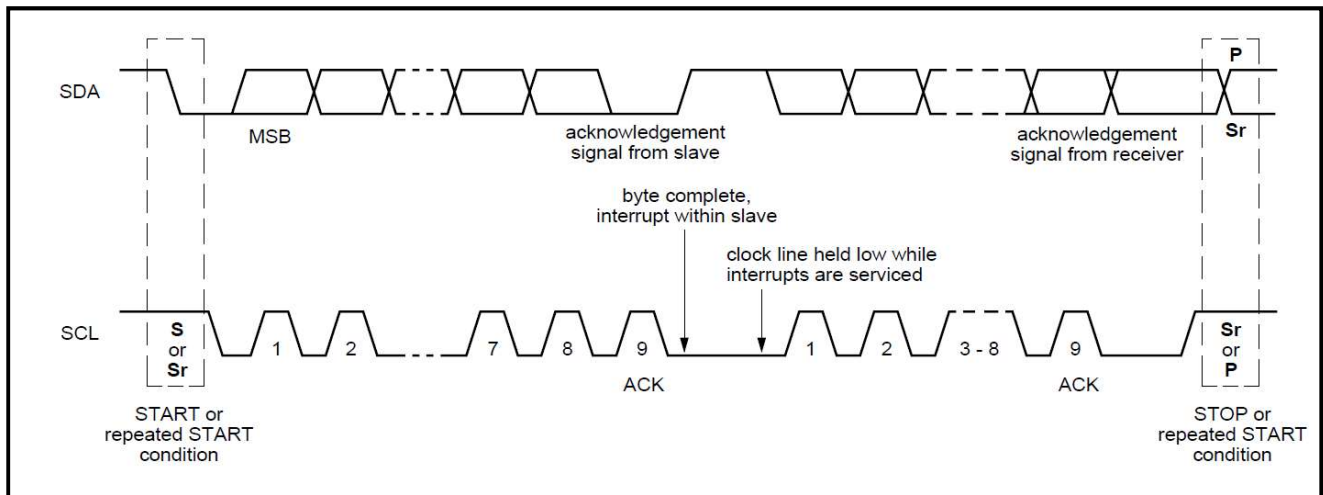 P
SDA
MSB
acknowledgement
signal from slave
acknowledgement
signal from receiver
Sr
byte complete,
interrupt within slave
clock line held low while
interrupts are serviced
SCL
S
or
Sr
1
2
7
8
9
1
2
3 - 8
9
Sr
or
P
ACK
ACK
START or
repeated START
condition
STOP or
repeated START
condition